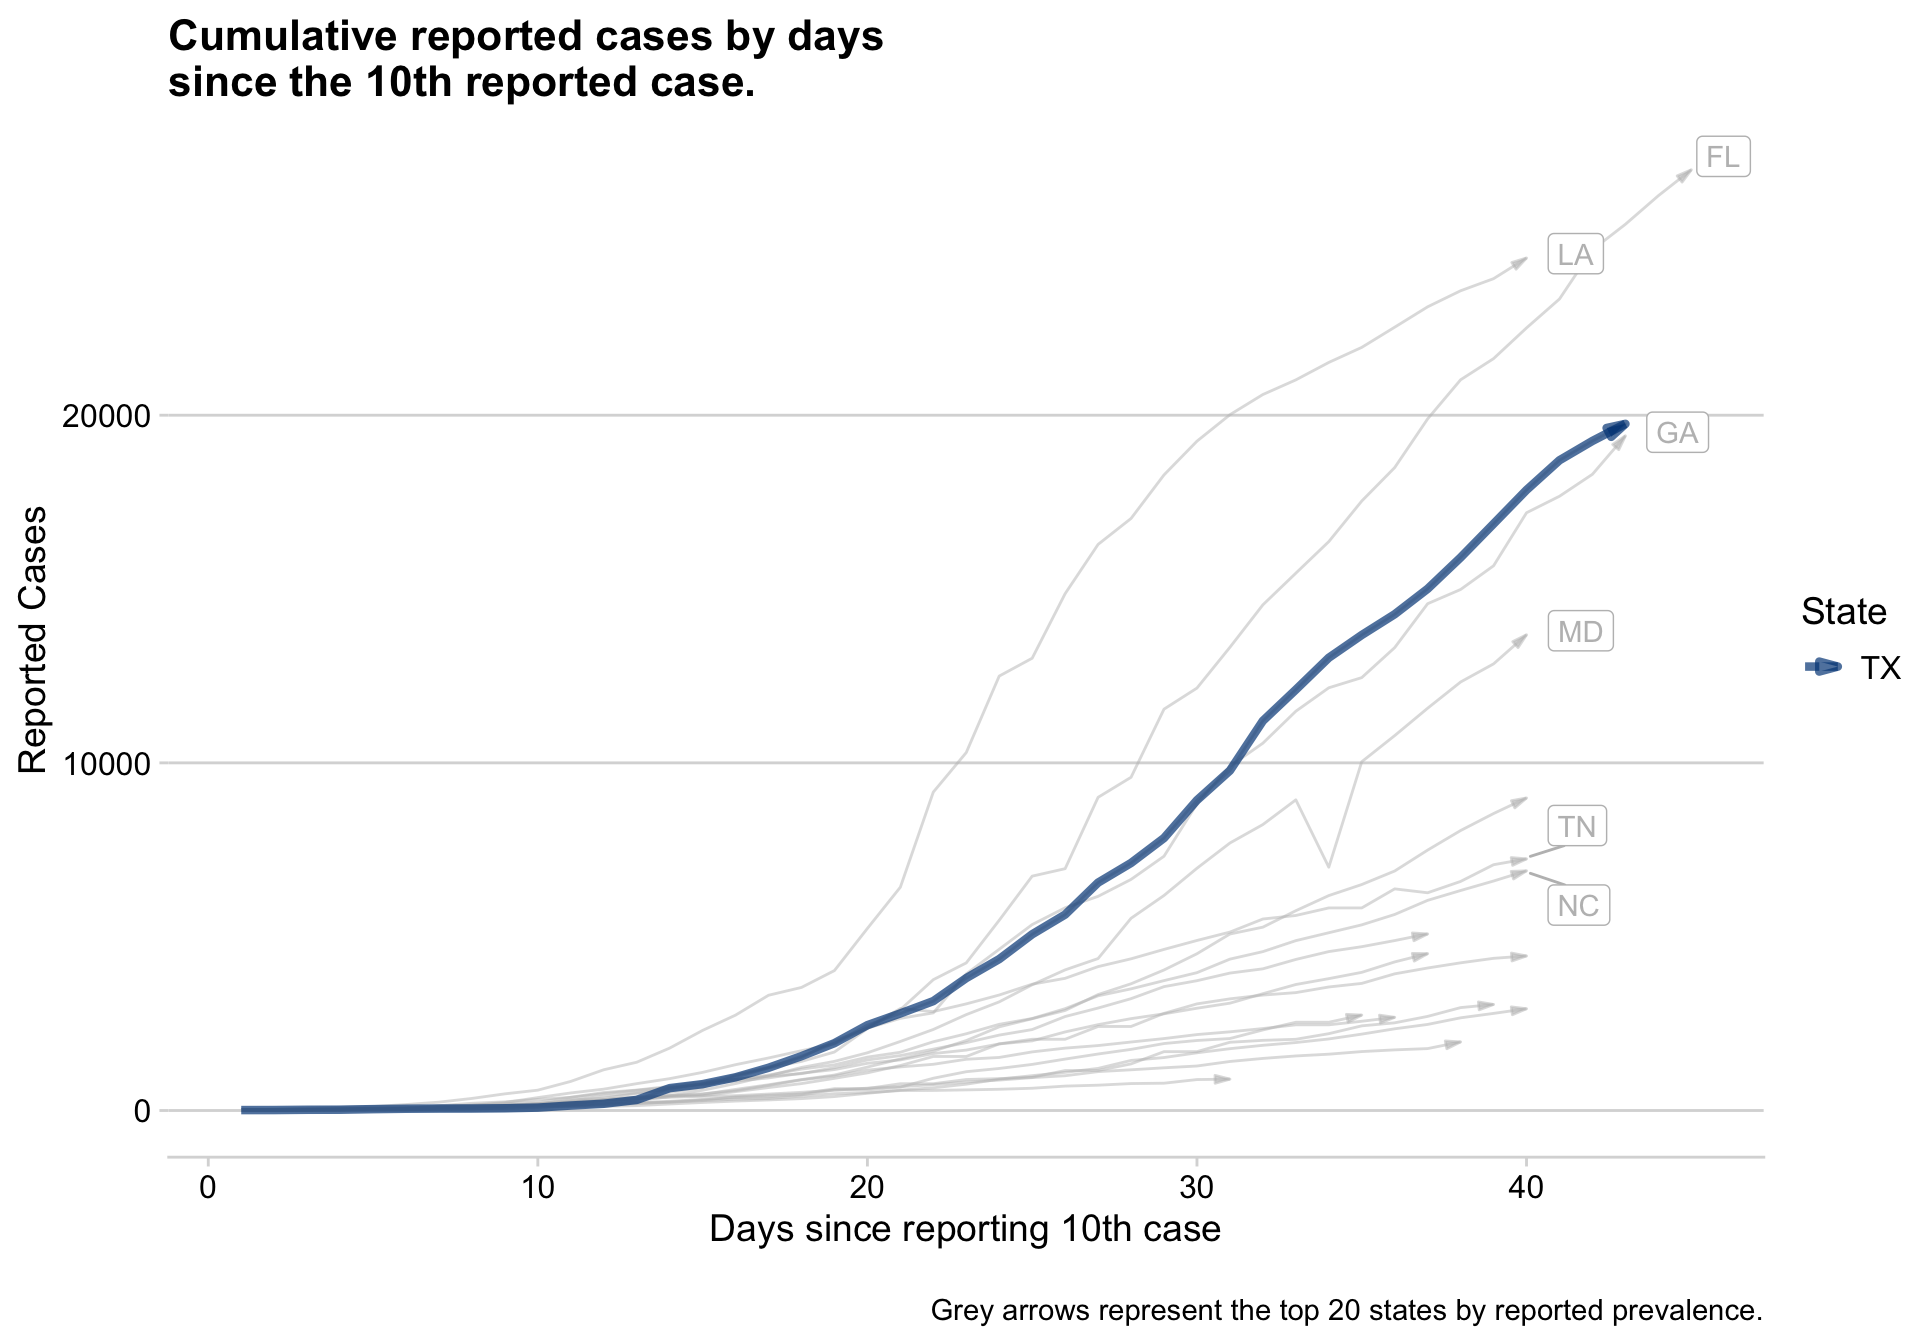 Cumulative reported cases by days
since the 10th reported case.
FL
LA
20000
GA
Reported Cases
State
MD
TX
10000
TN
NC
0
0 10 20 30 40
Days since reporting 10th case
Grey arrows represent the top 20 states by reported prevalence.